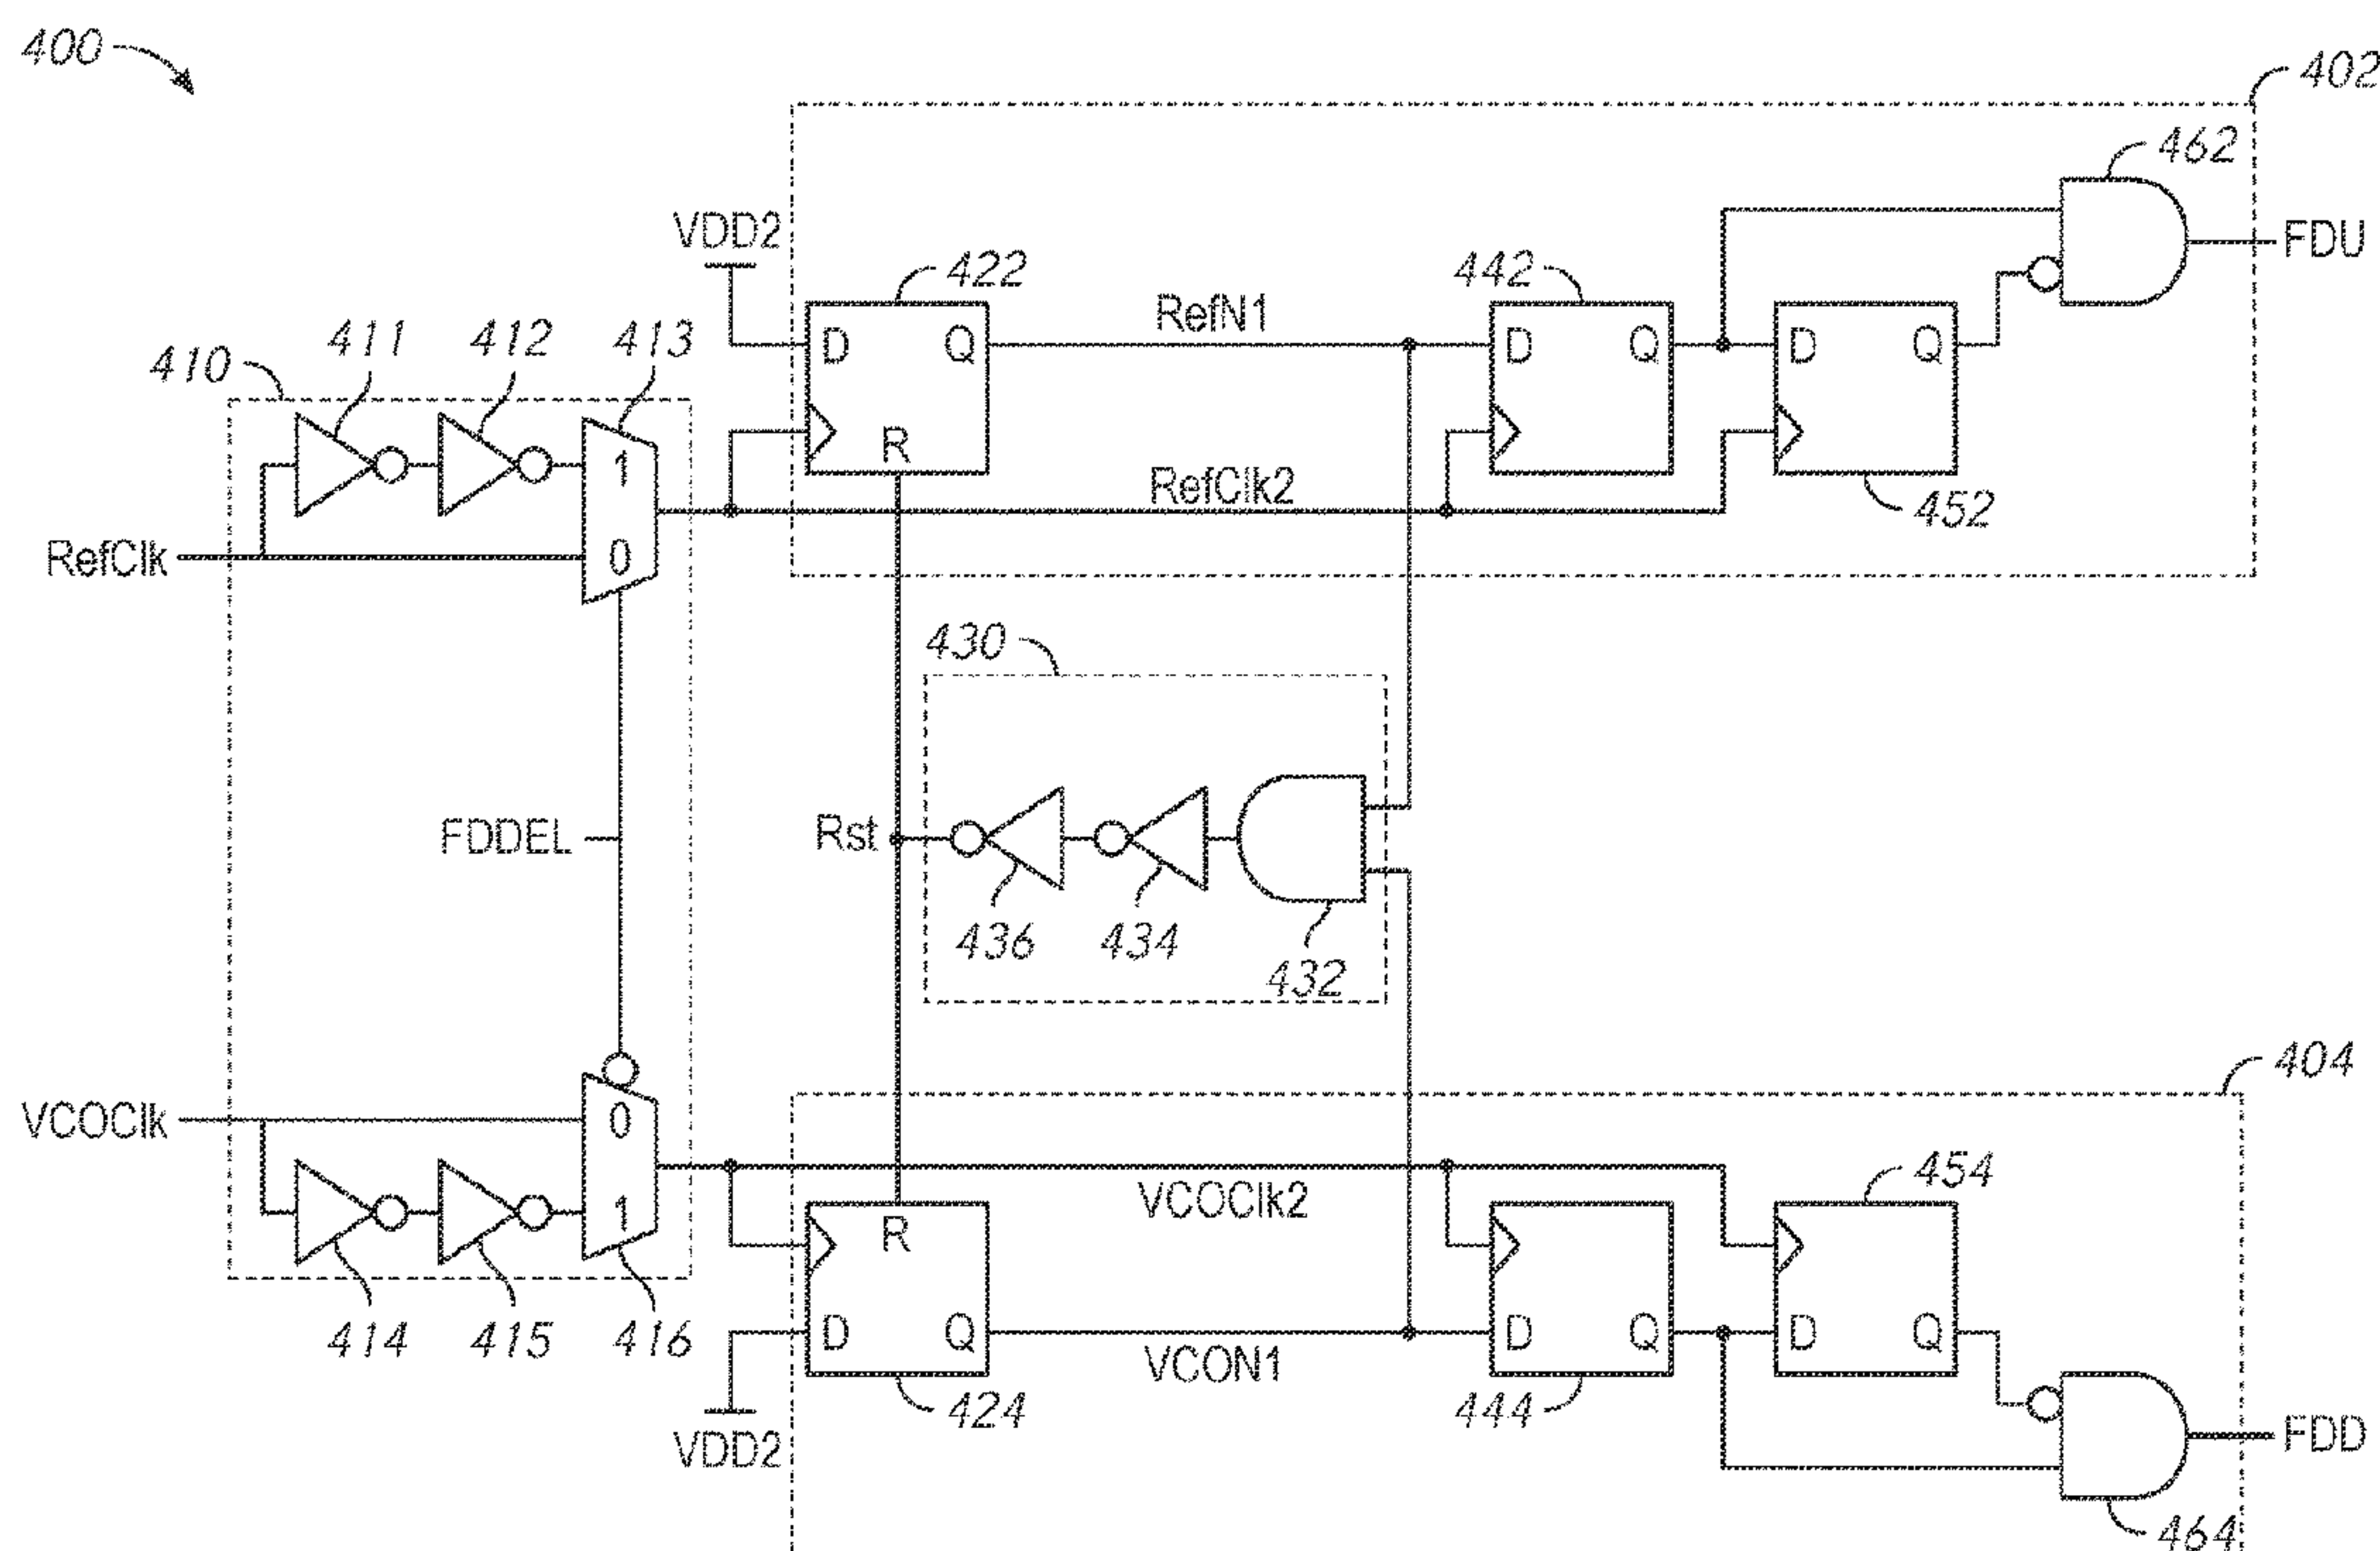 400
402
462
VDD2
FDU
422
442
RefN1
D
Q
D
Q
D
Q
411
412
413
410
R
1
RefClk2
452
RefClk
0
430
FDDEL
Rst
436
434
432
404
VCOClk
0
454
VCOClk2
1
R
D
Q
D
Q
D
Q
414
415
416
VCON1
424
444
FDD
VDD2
464